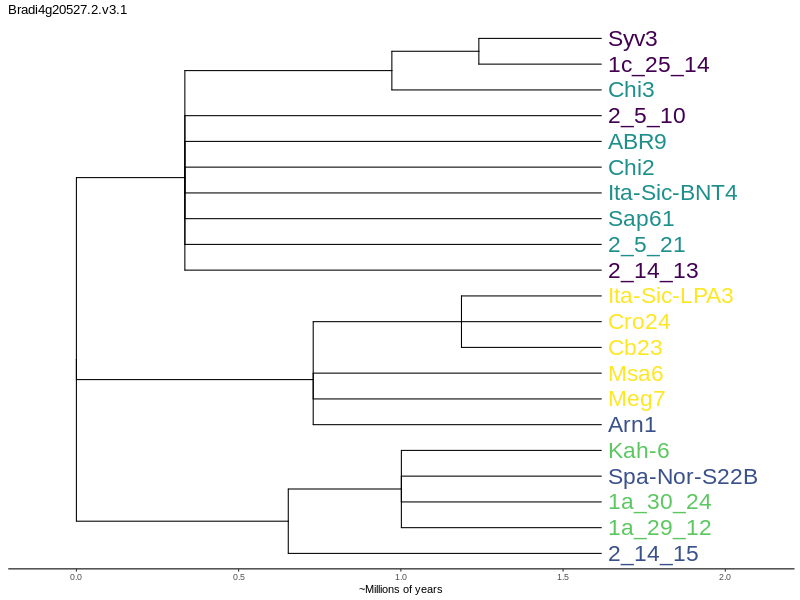 Bradi4g20527.2.v3.1
Syv3
1c_25_14
Chi3
2_5_10
ABR9
Chi2
Ita-Sic-BNT4
Sap61
2_5_21
2_14_13
Ita-Sic-LPA3
Cro24
Cb23
Msa6
Meg7
Arn1
Kah-6
Spa-Nor-S22B
1a_30_24
1a_29_12
2_14_15
0.0 0.5 1.0 1.5 2.0
~Millions of years